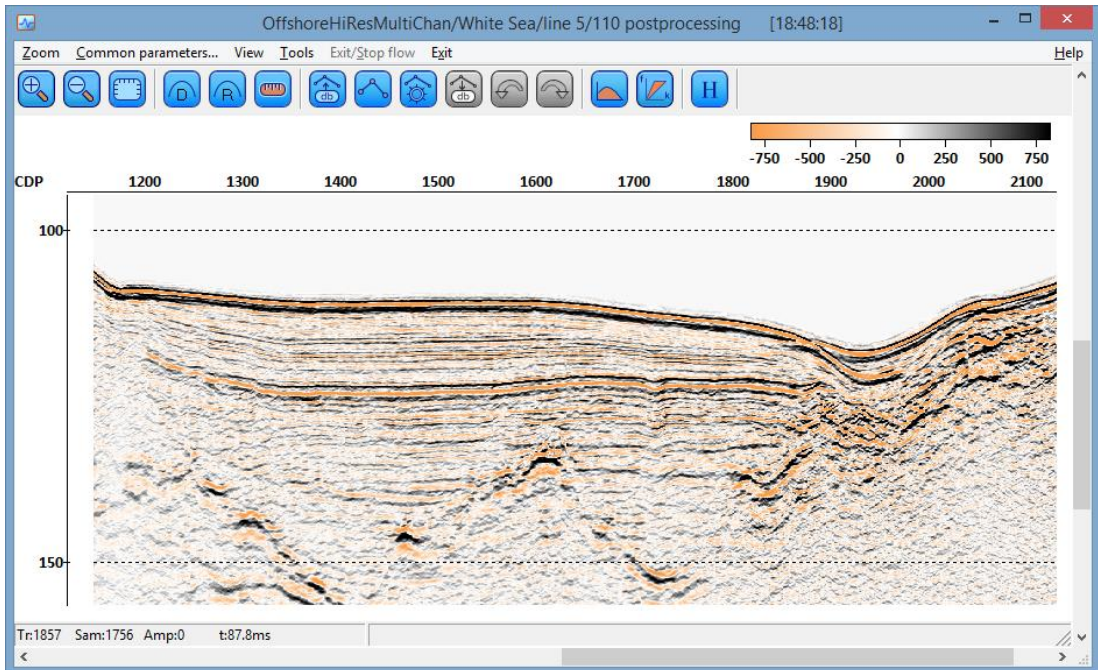 OffshoreHiResMultiChan/White Sea/line 5/110 postprocessing [18:48:18]
Zoom Common parameters... View Tools Exit/Stop flow Exit Help
D R db db f k H
-750 -500 -250 0 250 500 750
CDP 1200 1300 1400 1500 1600 1700 1800 1900 2000 2100
100
150
Tr:1857 Sam:1756 Amp:0 t:87.8ms